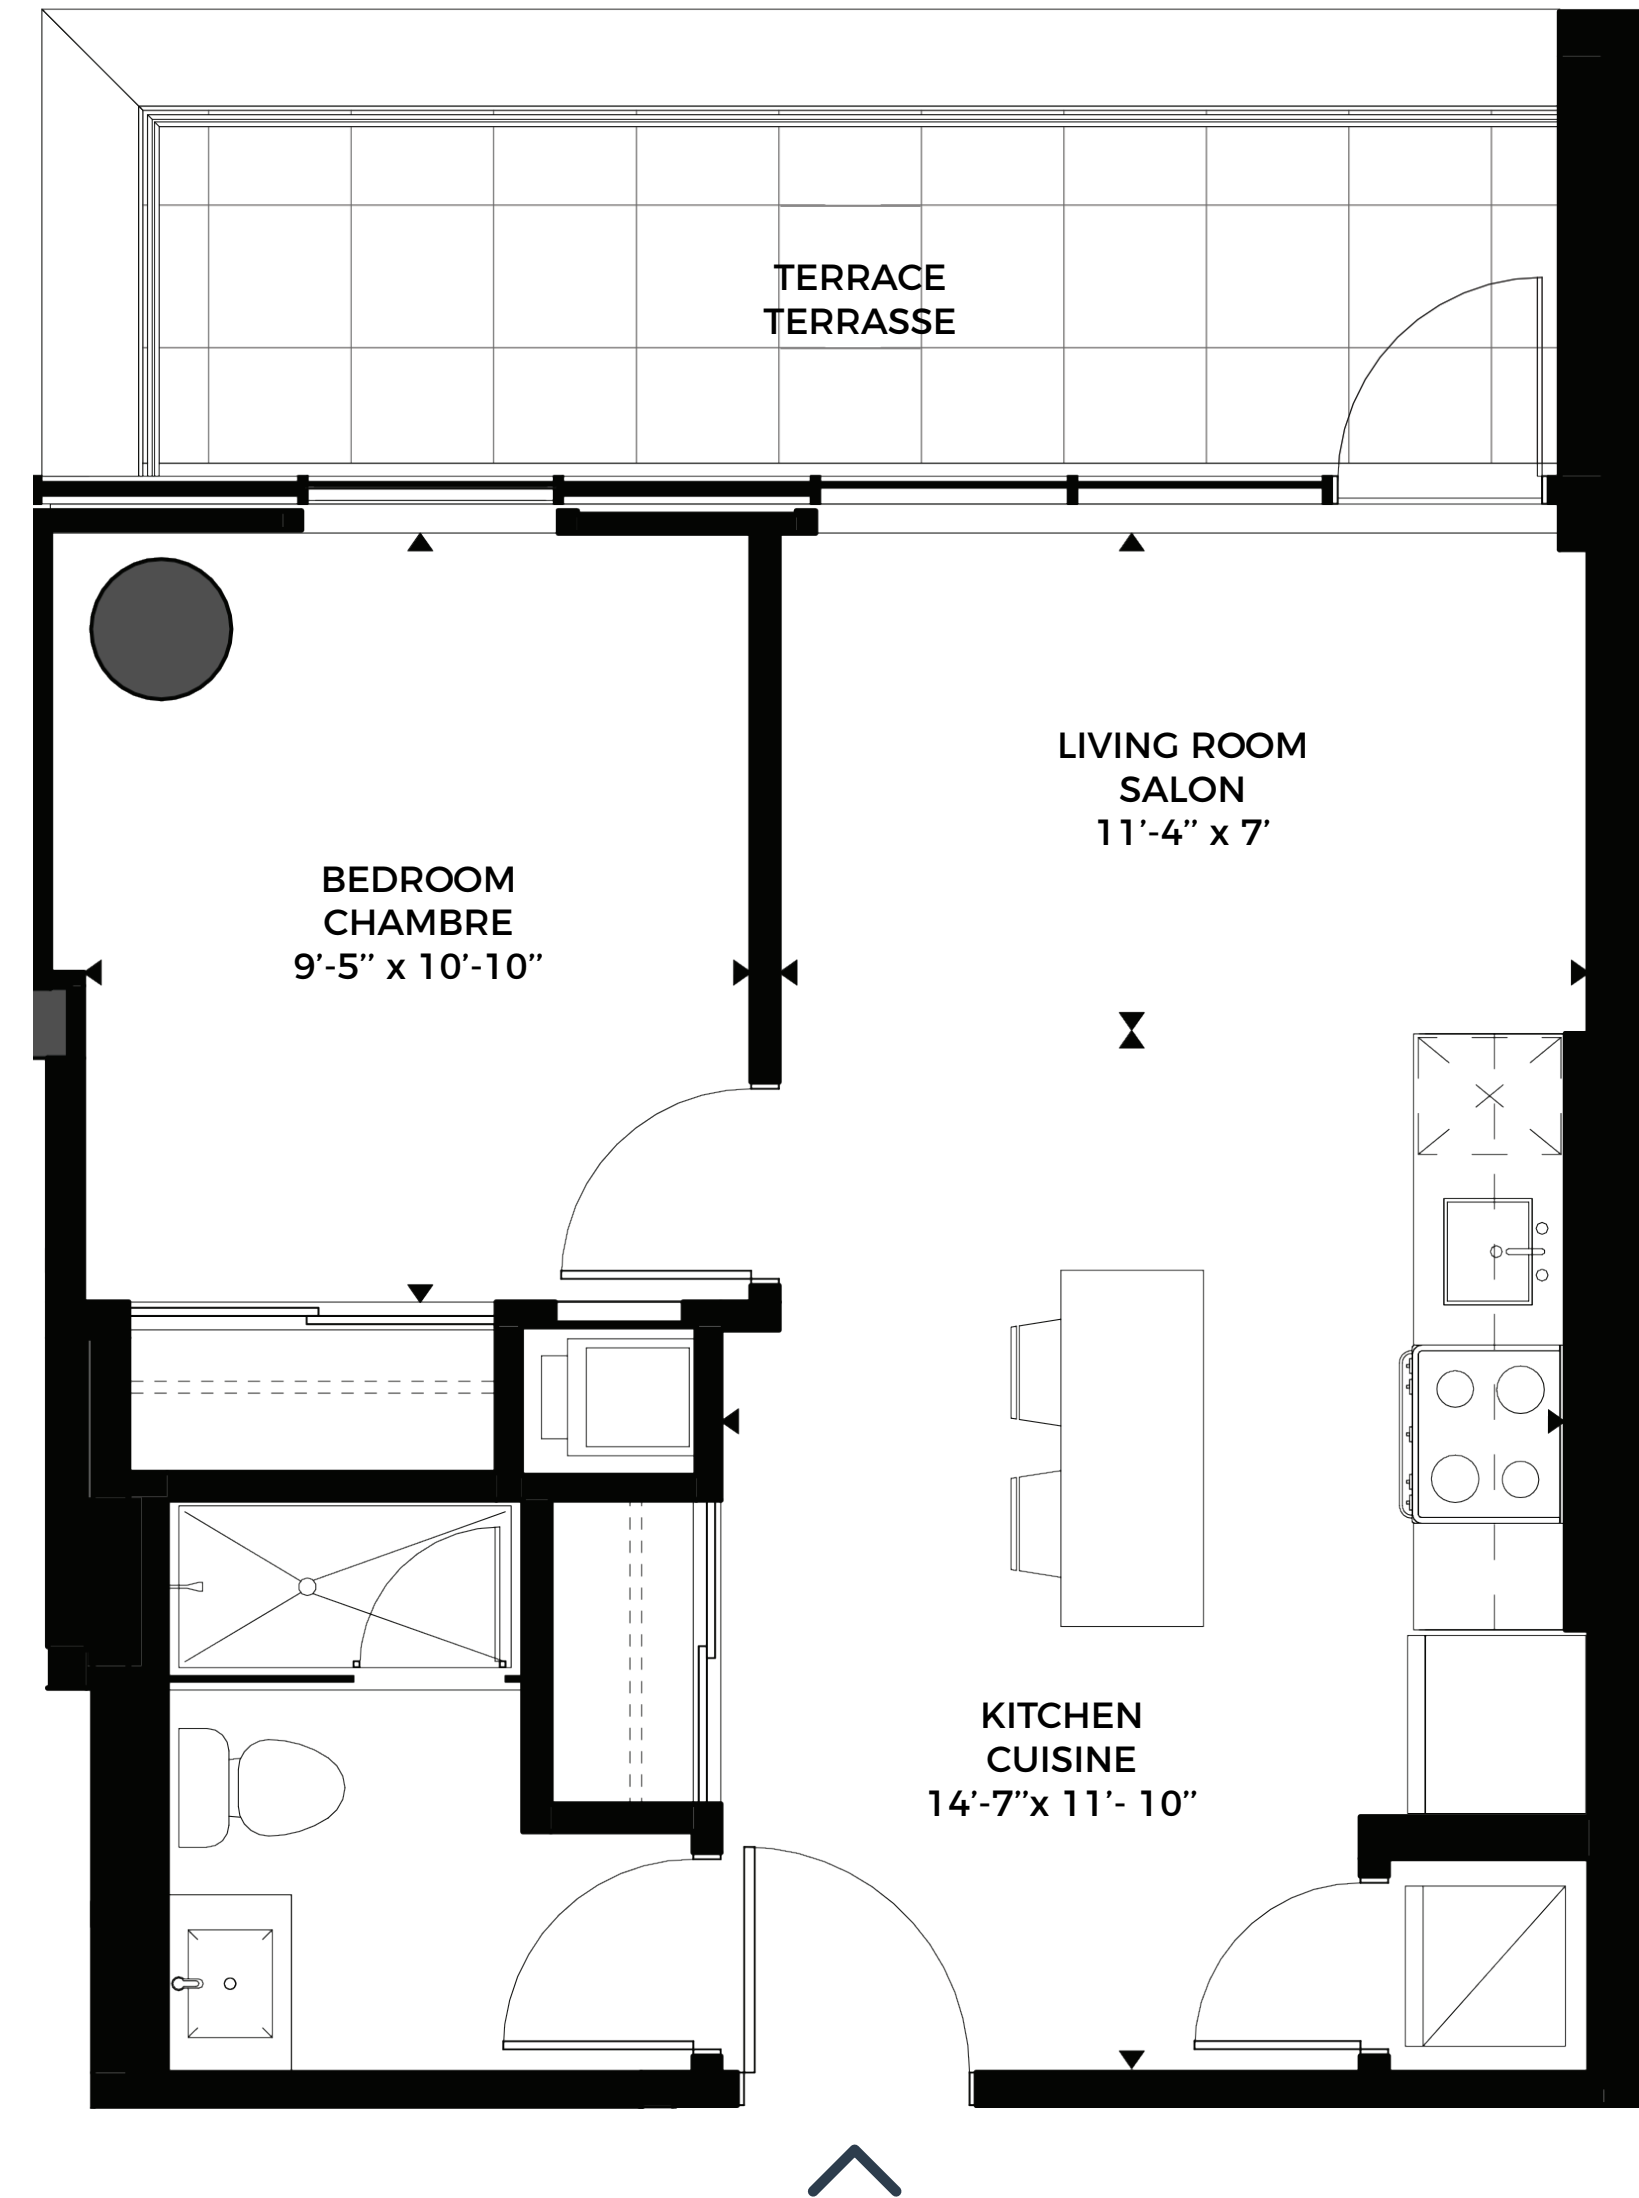 TERRACE
TERRASSE
LIVING ROOM
SALON
11’-4” x 7’
BEDROOM
CHAMBRE
9’-5” x 10’-10”
KITCHEN
CUISINE
14’-7”x 11’- 10”